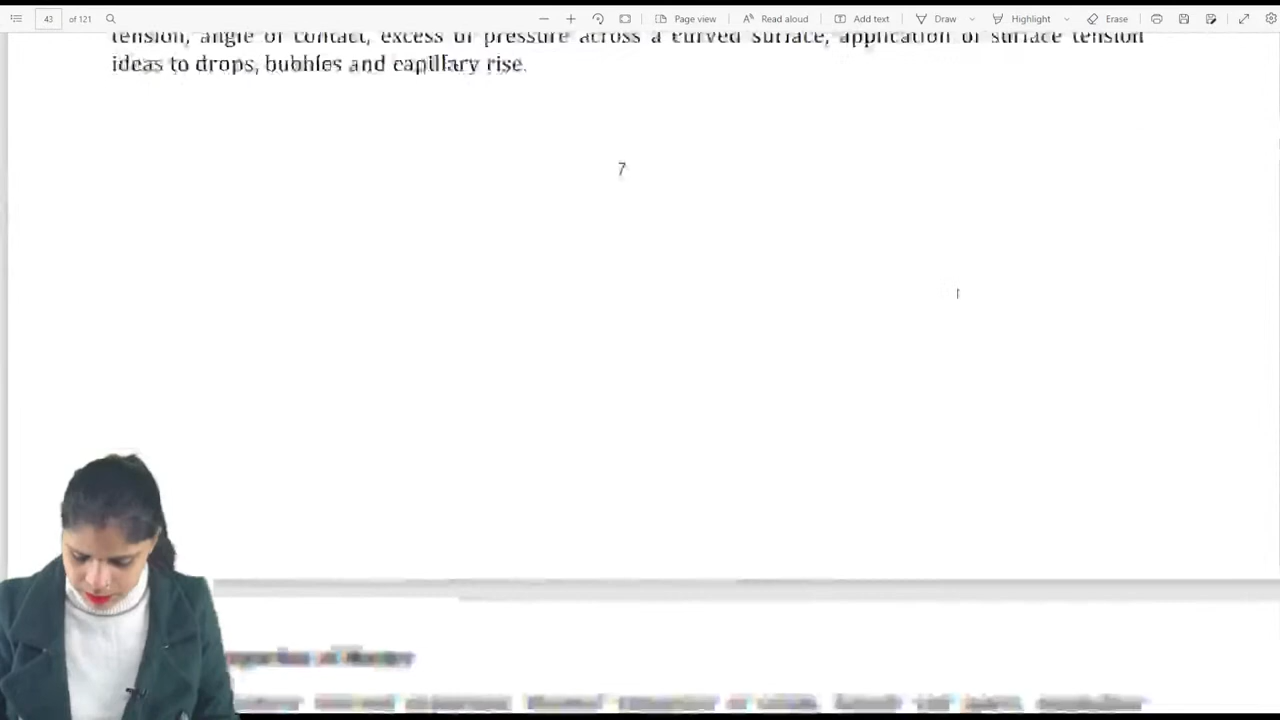 43 of 121 Page view Read aloud Add text Draw Highlight Erase
tension, angle of contact, excess of pressure across a curved surface, application of surface tension
ideas to drops, bubbles and capillary rise.
7